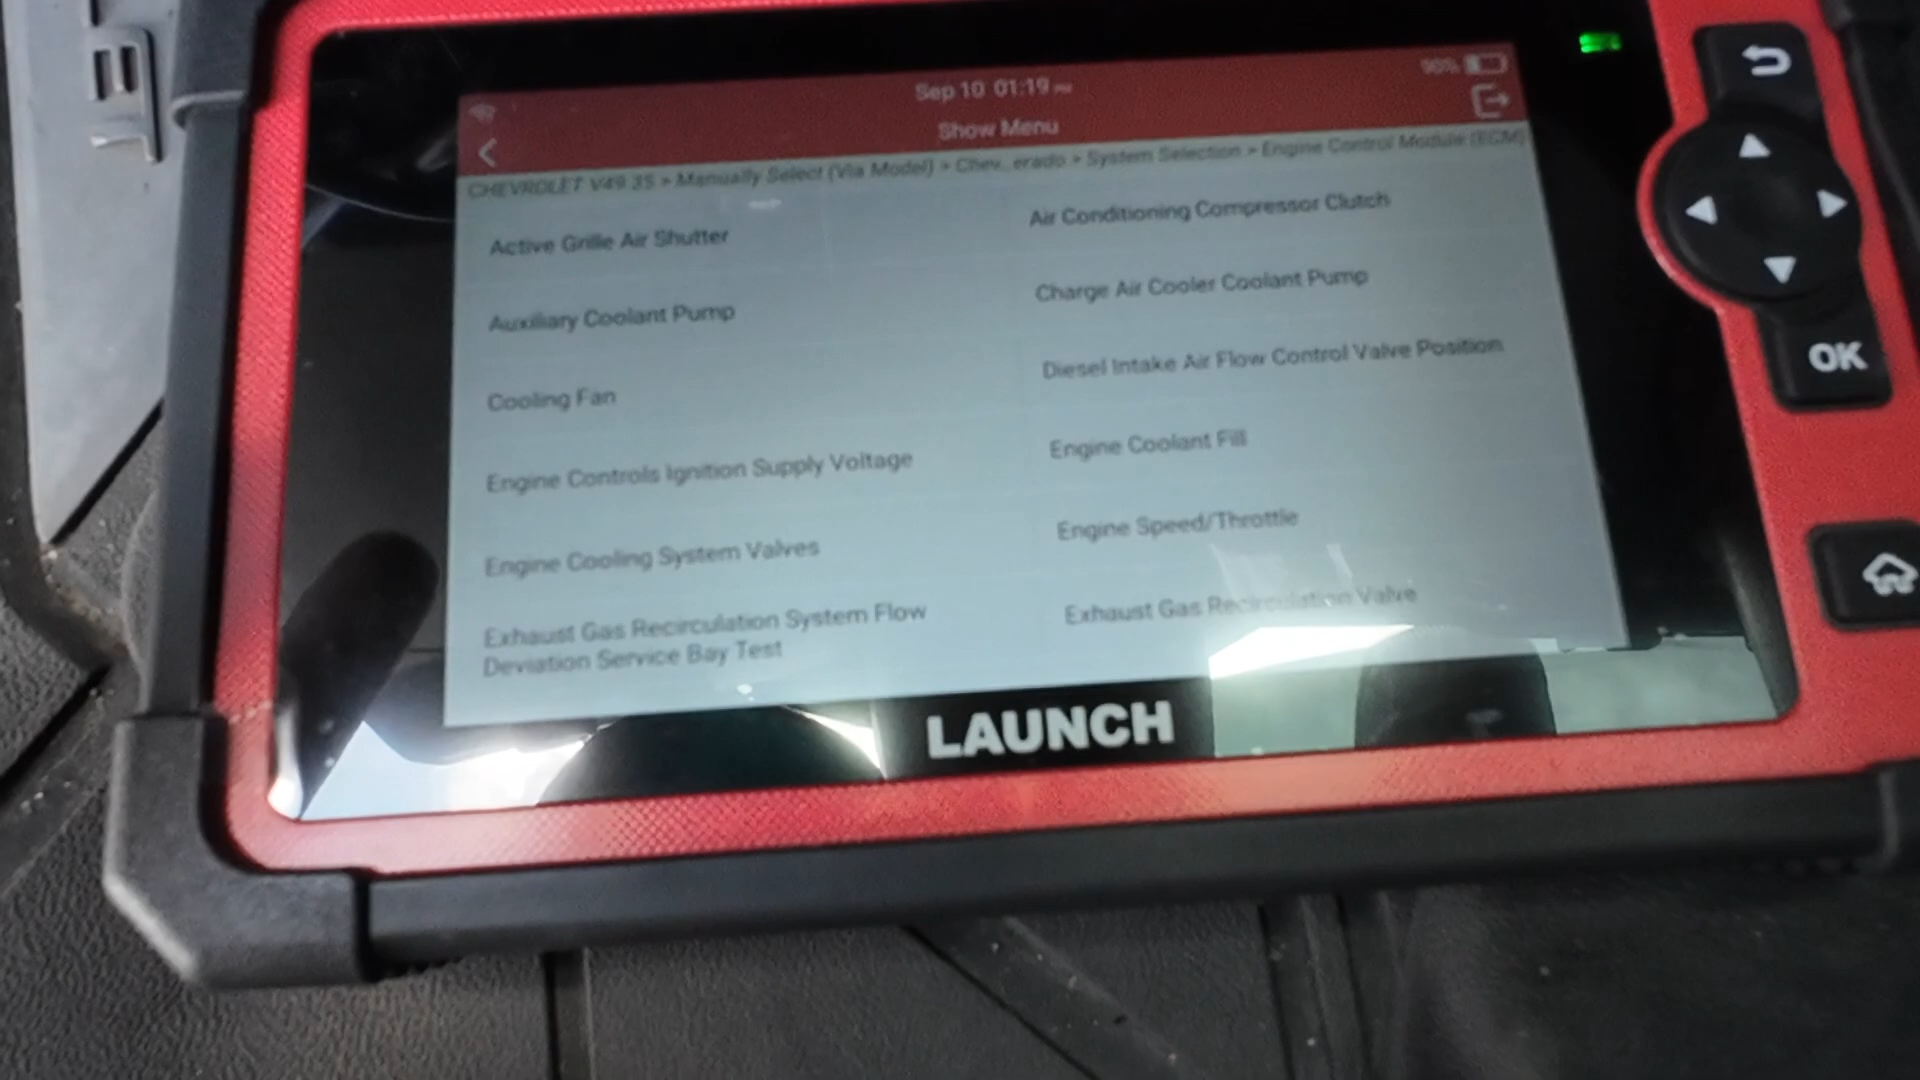 Sep 10 01:19 PM
90%
Show Menu
CHEVROLET V49.35 > Manually Select (Via Model) > Chev...erado > System Selection > Engine Control Module (ECM)
Active Grille Air Shutter
Air Conditioning Compressor Clutch
Auxiliary Coolant Pump
Charge Air Cooler Coolant Pump
Cooling Fan
Diesel Intake Air Flow Control Valve Position
Engine Controls Ignition Supply Voltage
Engine Coolant Fill
Engine Cooling System Valves
Engine Speed/Throttle
Exhaust Gas Recirculation System Flow
Deviation Service Bay Test
Exhaust Gas Recirculation Valve
LAUNCH
OK